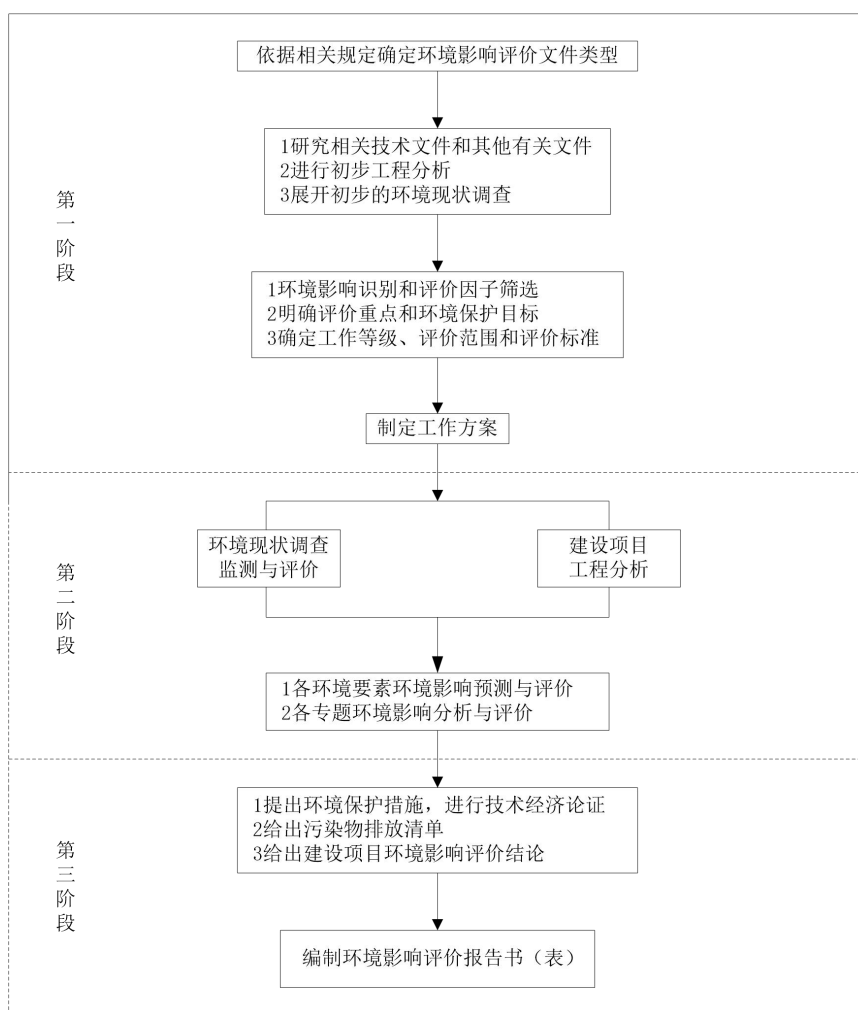 依据相关规定确定环境影响评价文件类型
1研究相关技术文件和其他有关文件
2进行初步工程分析
3展开初步的环境现状调查
第一阶段
1环境影响识别和评价因子筛选
2明确评价重点和环境保护目标
3确定工作等级、评价范围和评价标准
制定工作方案
第二阶段
环境现状调查
监测与评价
建设项目
工程分析
1各环境要素环境影响预测与评价
2各专题环境影响分析与评价
第三阶段
1提出环境保护措施，进行技术经济论证
2给出污染物排放清单
3给出建设项目环境影响评价结论
编制环境影响评价报告书（表）